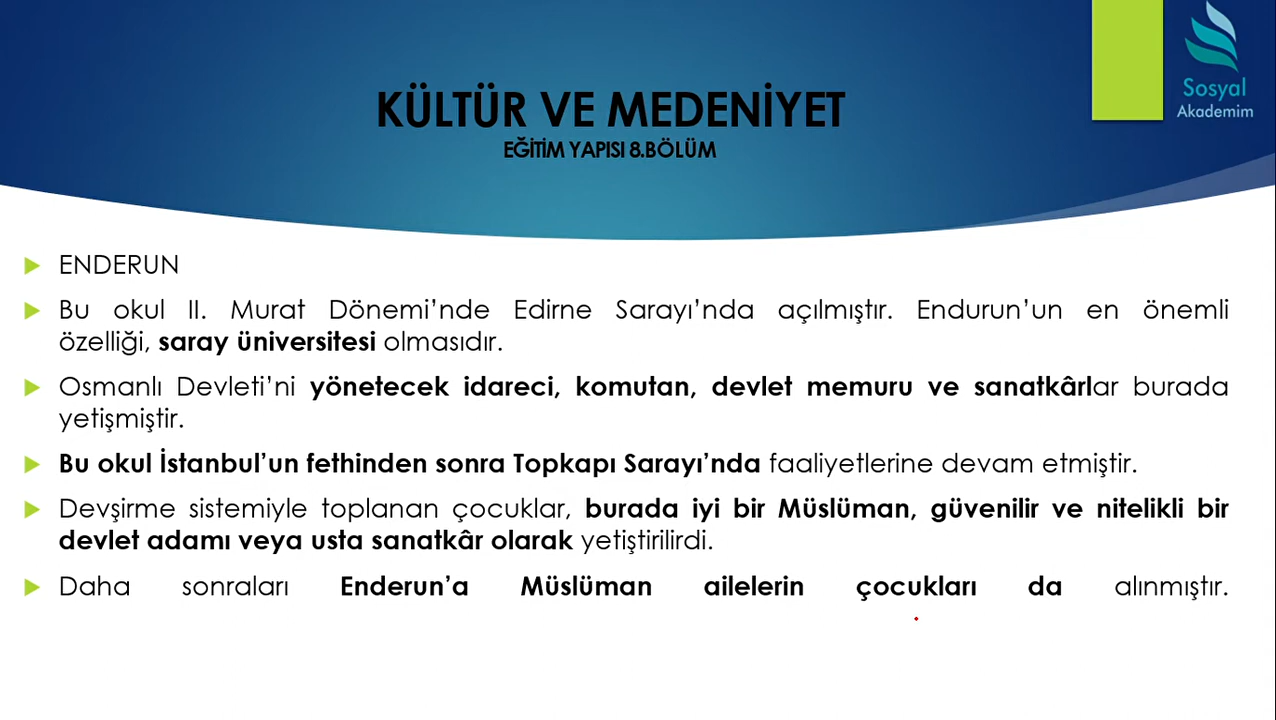 Sosyal
Akademim
KÜLTÜR VE MEDENİYET
EĞİTİM YAPISI 8.BÖLÜM
ENDERUN
Bu okul II. Murat Dönemi’nde Edirne Sarayı’nda açılmıştır. Endurun’un en önemli
özelliği, saray üniversitesi olmasıdır.
Osmanlı Devleti’ni yönetecek idareci, komutan, devlet memuru ve sanatkârlar burada
yetişmiştir.
Bu okul İstanbul’un fethinden sonra Topkapı Sarayı’nda faaliyetlerine devam etmiştir.
Devşirme sistemiyle toplanan çocuklar, burada iyi bir Müslüman, güvenilir ve nitelikli bir
devlet adamı veya usta sanatkâr olarak yetiştirilirdi.
Daha sonraları Enderun’a Müslüman ailelerin çocukları da alınmıştır.